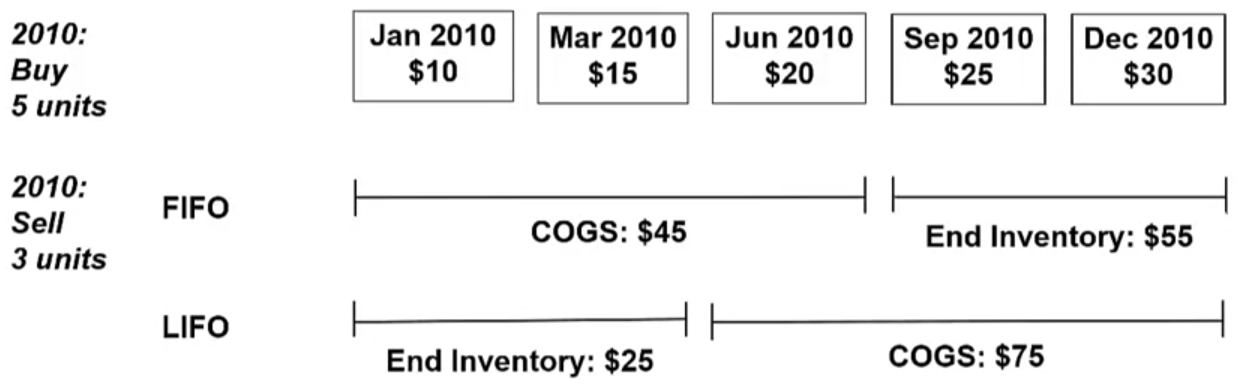 2010:
Buy
5 units
Jan 2010
$10
Mar 2010
$15
Jun 2010
$20
Sep 2010
$25
Dec 2010
$30
2010:
Sell
3 units
FIFO
COGS: $45
End Inventory: $55
LIFO
End Inventory: $25
COGS: $75